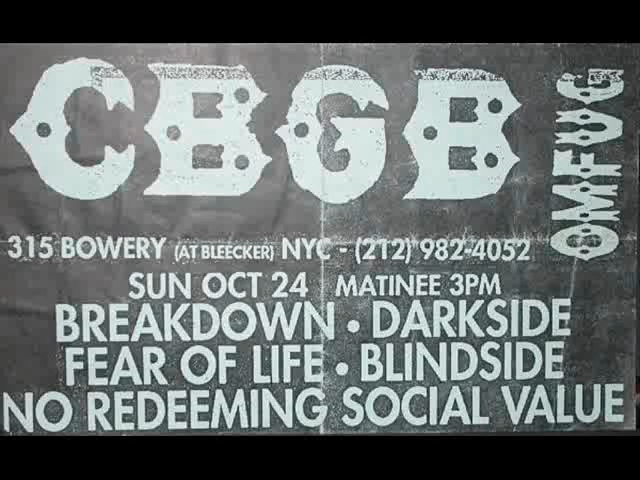 CBGB
OMFUG
315 BOWERY (AT BLEECKER) NYC - (212) 982-4052
SUN OCT 24 MATINEE 3PM
BREAKDOWN • DARKSIDE
FEAR OF LIFE • BLINDSIDE
NO REDEEMING SOCIAL VALUE